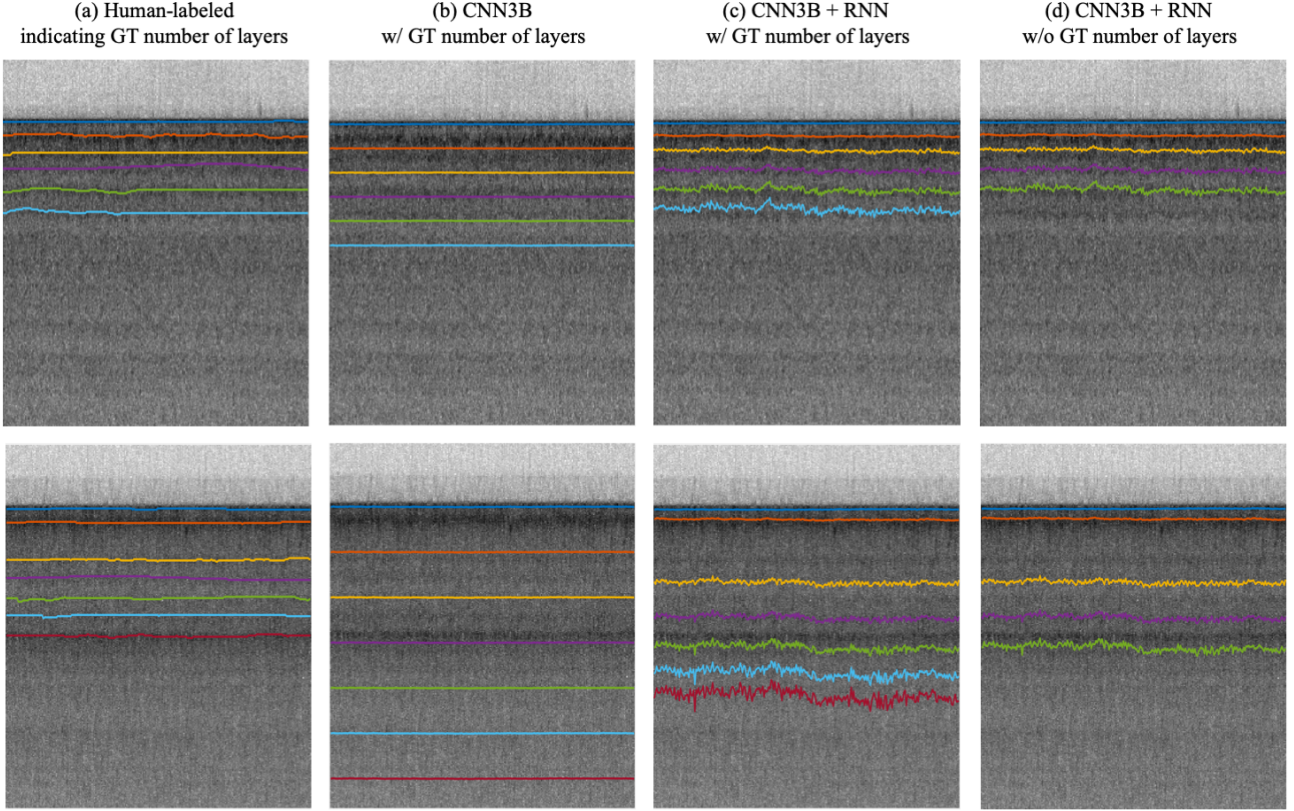 (a) Human-labeled
indicating GT number of layers
(b) CNN3B
w/ GT number of layers
(c) CNN3B + RNN
w/ GT number of layers
(d) CNN3B + RNN
w/o GT number of layers